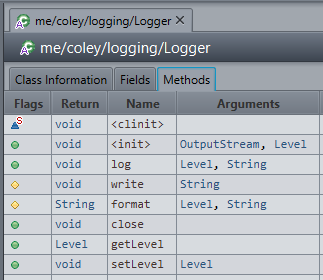 me/coley/logging/Logger
me/coley/logging/Logger
Class Information Fields Methods
Flags Return Name Arguments
S void <clinit>
void <init> OutputStream, Level
void log Level, String
void write String
String format Level, String
void close
Level getLevel
void setLevel Level